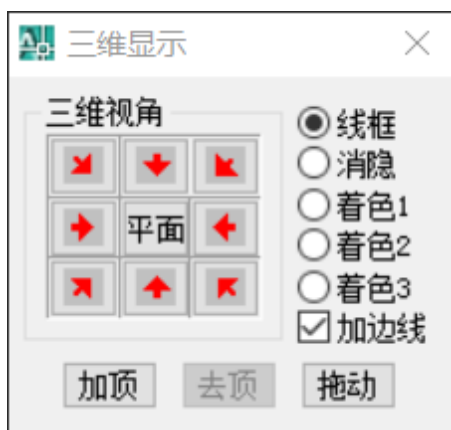 三维显示
三维视角
平面
线框
消隐
着色1
着色2
着色3
加边线
加顶 去顶 拖动